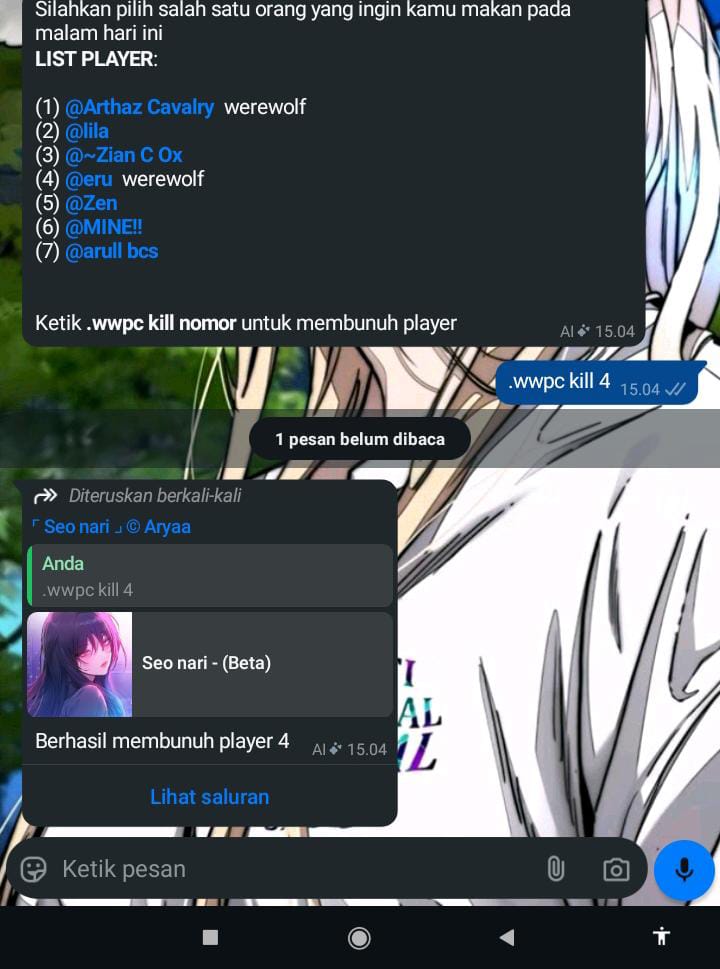 Silahkan pilih salah satu orang yang ingin kamu makan pada
malam hari ini
LIST PLAYER:
(1) @Arthaz Cavalry werewolf
(2) @lila
(3) @~Zian C Ox
(4) @eru werewolf
(5) @Zen
(6) @MINE!!
(7) @arull bcs
Ketik .wwpc kill nomor untuk membunuh player
AI 15.04
.wwpc kill 4 15.04
1 pesan belum dibaca
Diteruskan berkali-kali
「 Seo nari 」© Aryaa
Anda
.wwpc kill 4
Seo nari - (Beta)
Berhasil membunuh player 4 AI 15.04
Lihat saluran
Ketik pesan